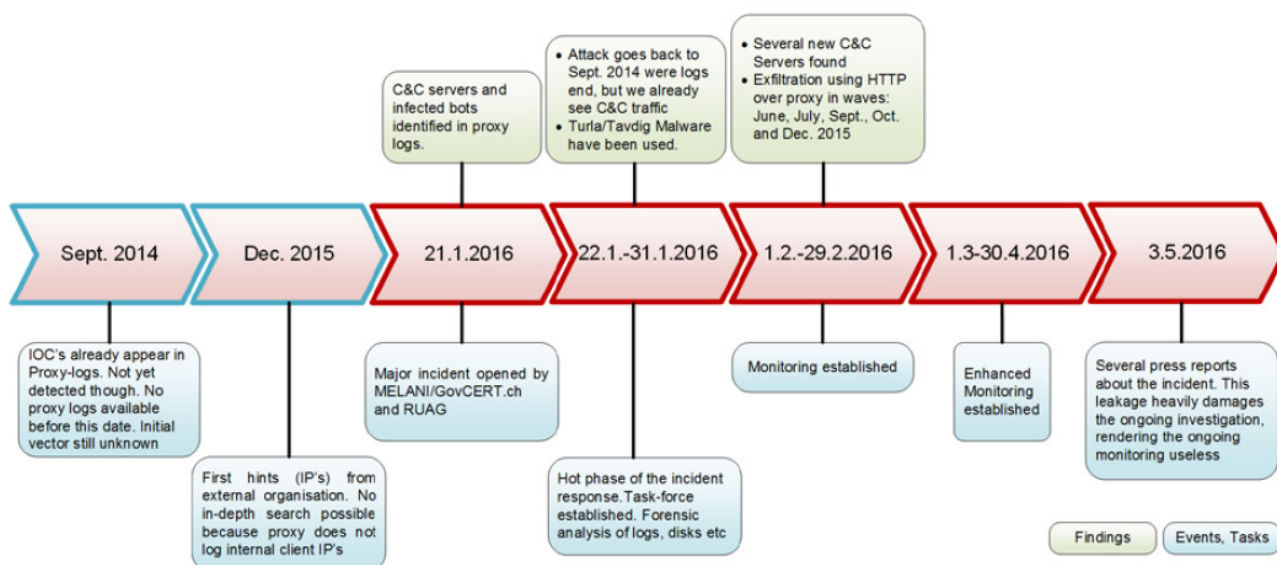 C&C servers and
infected bots
identified in proxy
logs.
• Attack goes back to
Sept. 2014 were logs
end, but we already
see C&C traffic
• Turla/Tavdig Malware
have been used.
• Several new C&C
Servers found
• Exfiltration using HTTP
over proxy in waves:
June, July, Sept., Oct.
and Dec. 2015
Sept. 2014
Dec. 2015
21.1.2016
22.1.-31.1.2016
1.2.-29.2.2016
1.3-30.4.2016
3.5.2016
IOC's already appear in
Proxy-logs. Not yet
detected though. No
proxy logs available
before this date. Initial
vector still unknown
First hints (IP's) from
external organisation. No
in-depth search possible
because proxy does not
log internal client IP's
Major incident opened by
MELANI/GovCERT.ch
and RUAG
Hot phase of the incident
response.Task-force
established. Forensic
analysis of logs, disks etc
Monitoring established
Enhanced
Monitoring
established
Several press reports
about the incident. This
leakage heavily damages
the ongoing investigation,
rendering the ongoing
monitoring useless
Findings
Events, Tasks